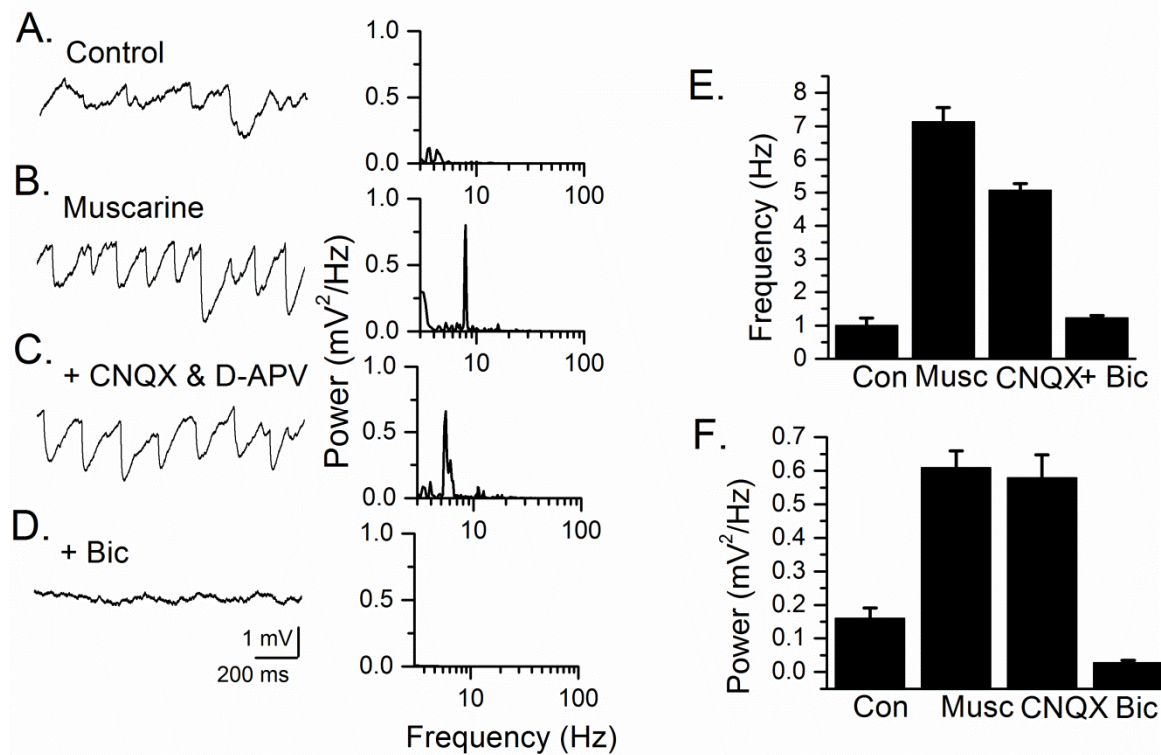 A.
Control
1.0
0.5
0.0
10
100
B.
Muscarine
1.0
0.5
0.0
10
100
C.
+ CNQX & D-APV
1.0
0.5
0.0
10
100
D.
+ Bic
1.0
0.5
0.0
10
100
1 mV
200 ms
Power (mV²/Hz)
Frequency (Hz)
E.
Frequency (Hz)
8
7
6
5
4
3
2
1
0
Con Musc CNQX+ Bic
F.
Power (mV²/Hz)
0.7
0.6
0.5
0.4
0.3
0.2
0.1
0.0
Con Musc CNQX Bic